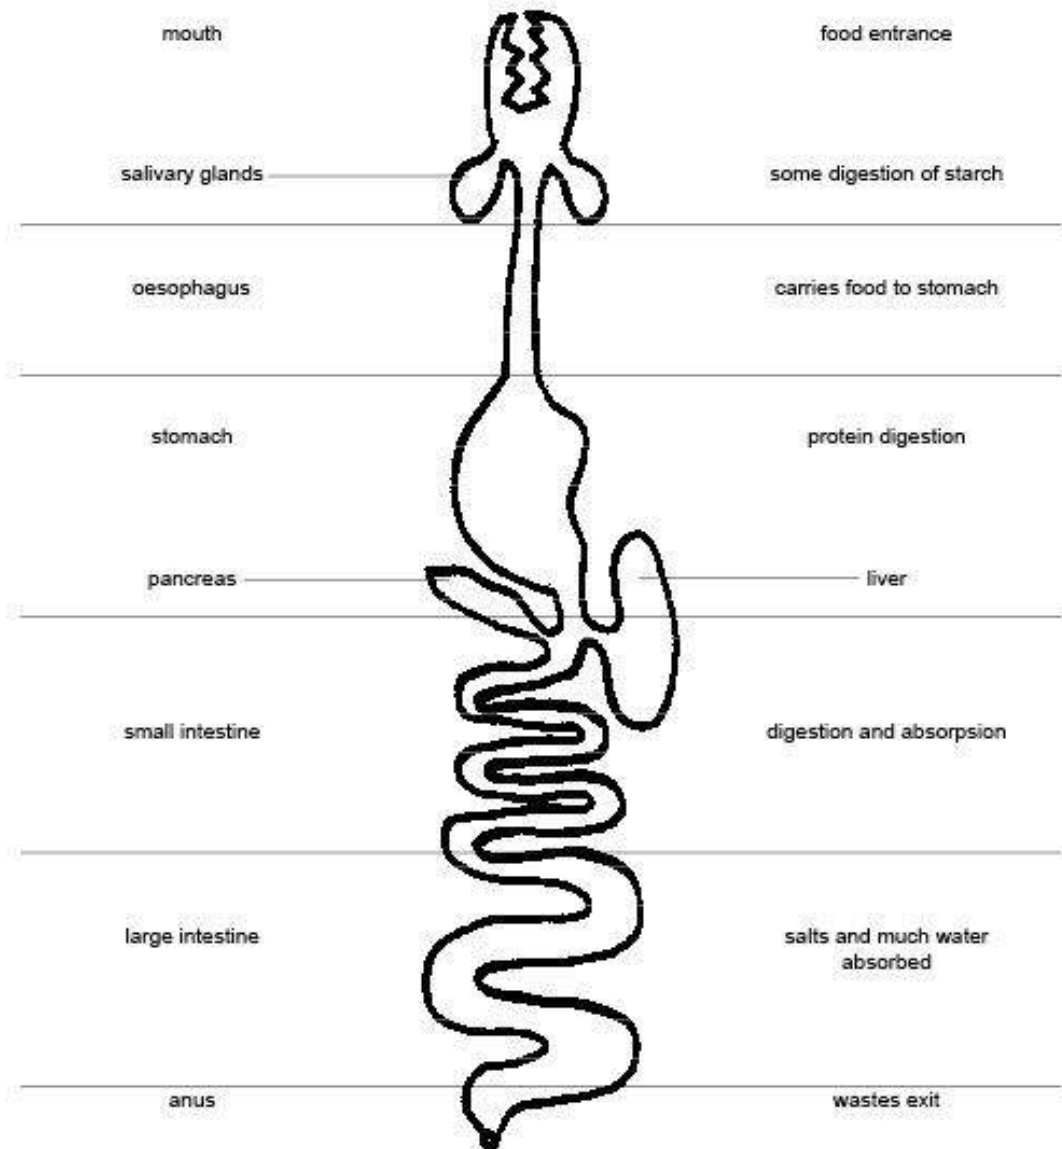 mouth
food entrance
salivary glands
some digestion of starch
oesophagus
carries food to stomach
stomach
protein digestion
pancreas
liver
small intestine
digestion and absorpsion
large intestine
salts and much water
absorbed
anus
wastes exit